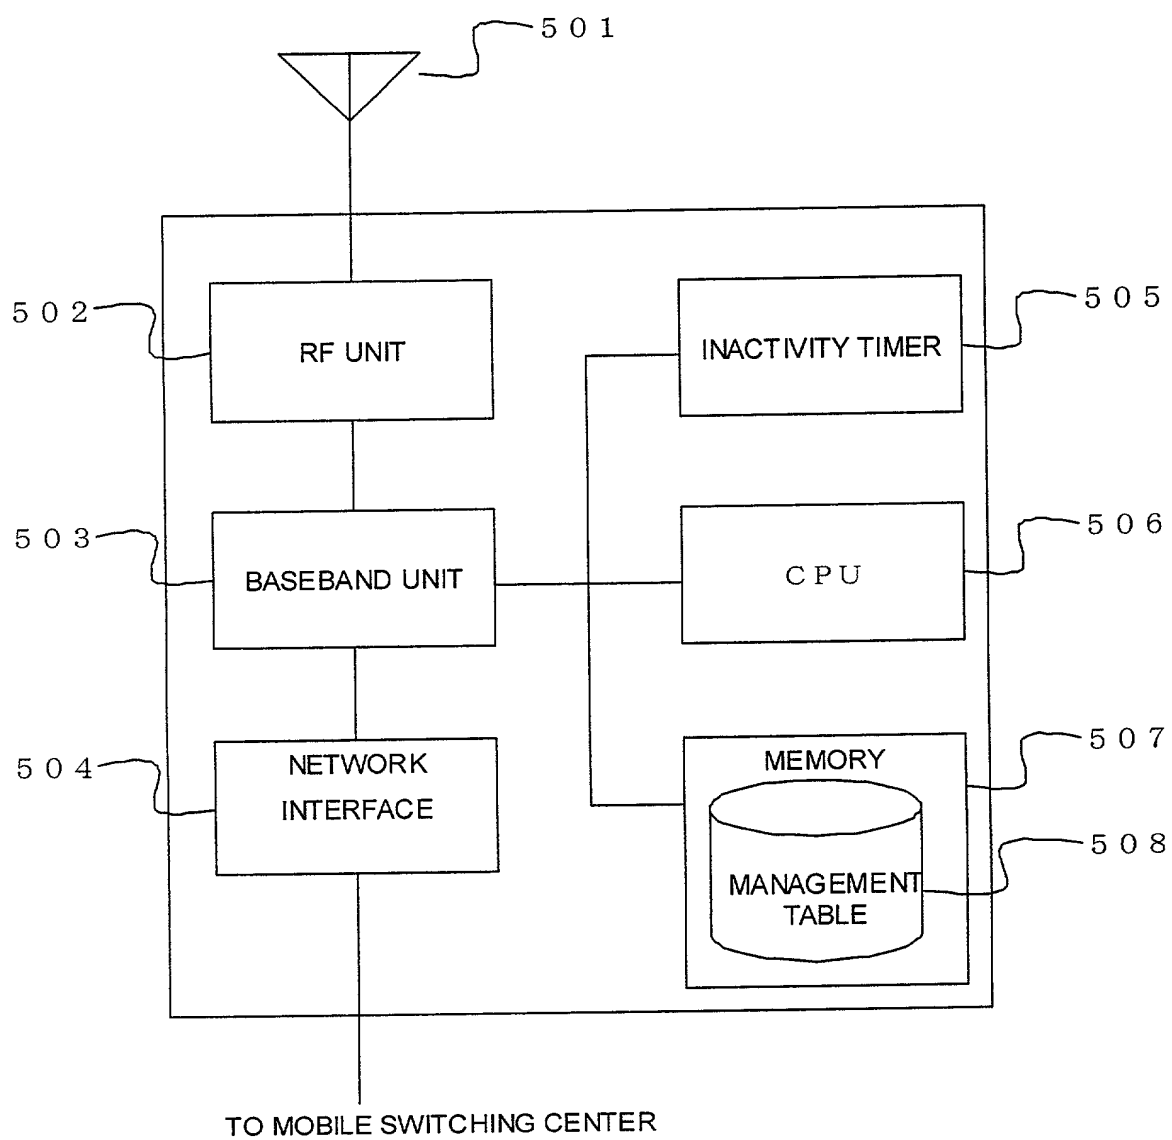 501
502
RF UNIT
INACTIVITY TIMER
505
503
BASEBAND UNIT
CPU
506
504
NETWORK
INTERFACE
MEMORY
507
MANAGEMENT
TABLE
508
TO MOBILE SWITCHING CENTER